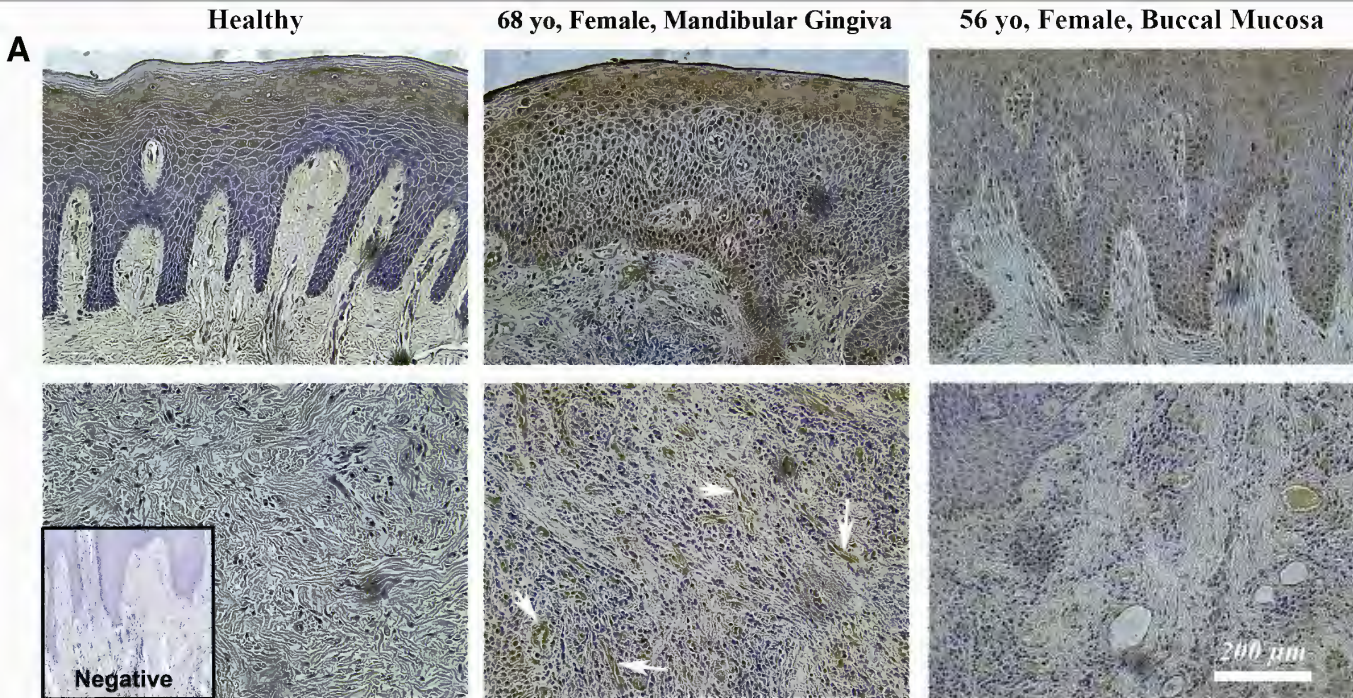 Healthy
68 yo, Female, Mandibular Gingiva
56 yo, Female, Buccal Mucosa
A
Negative
200 µm